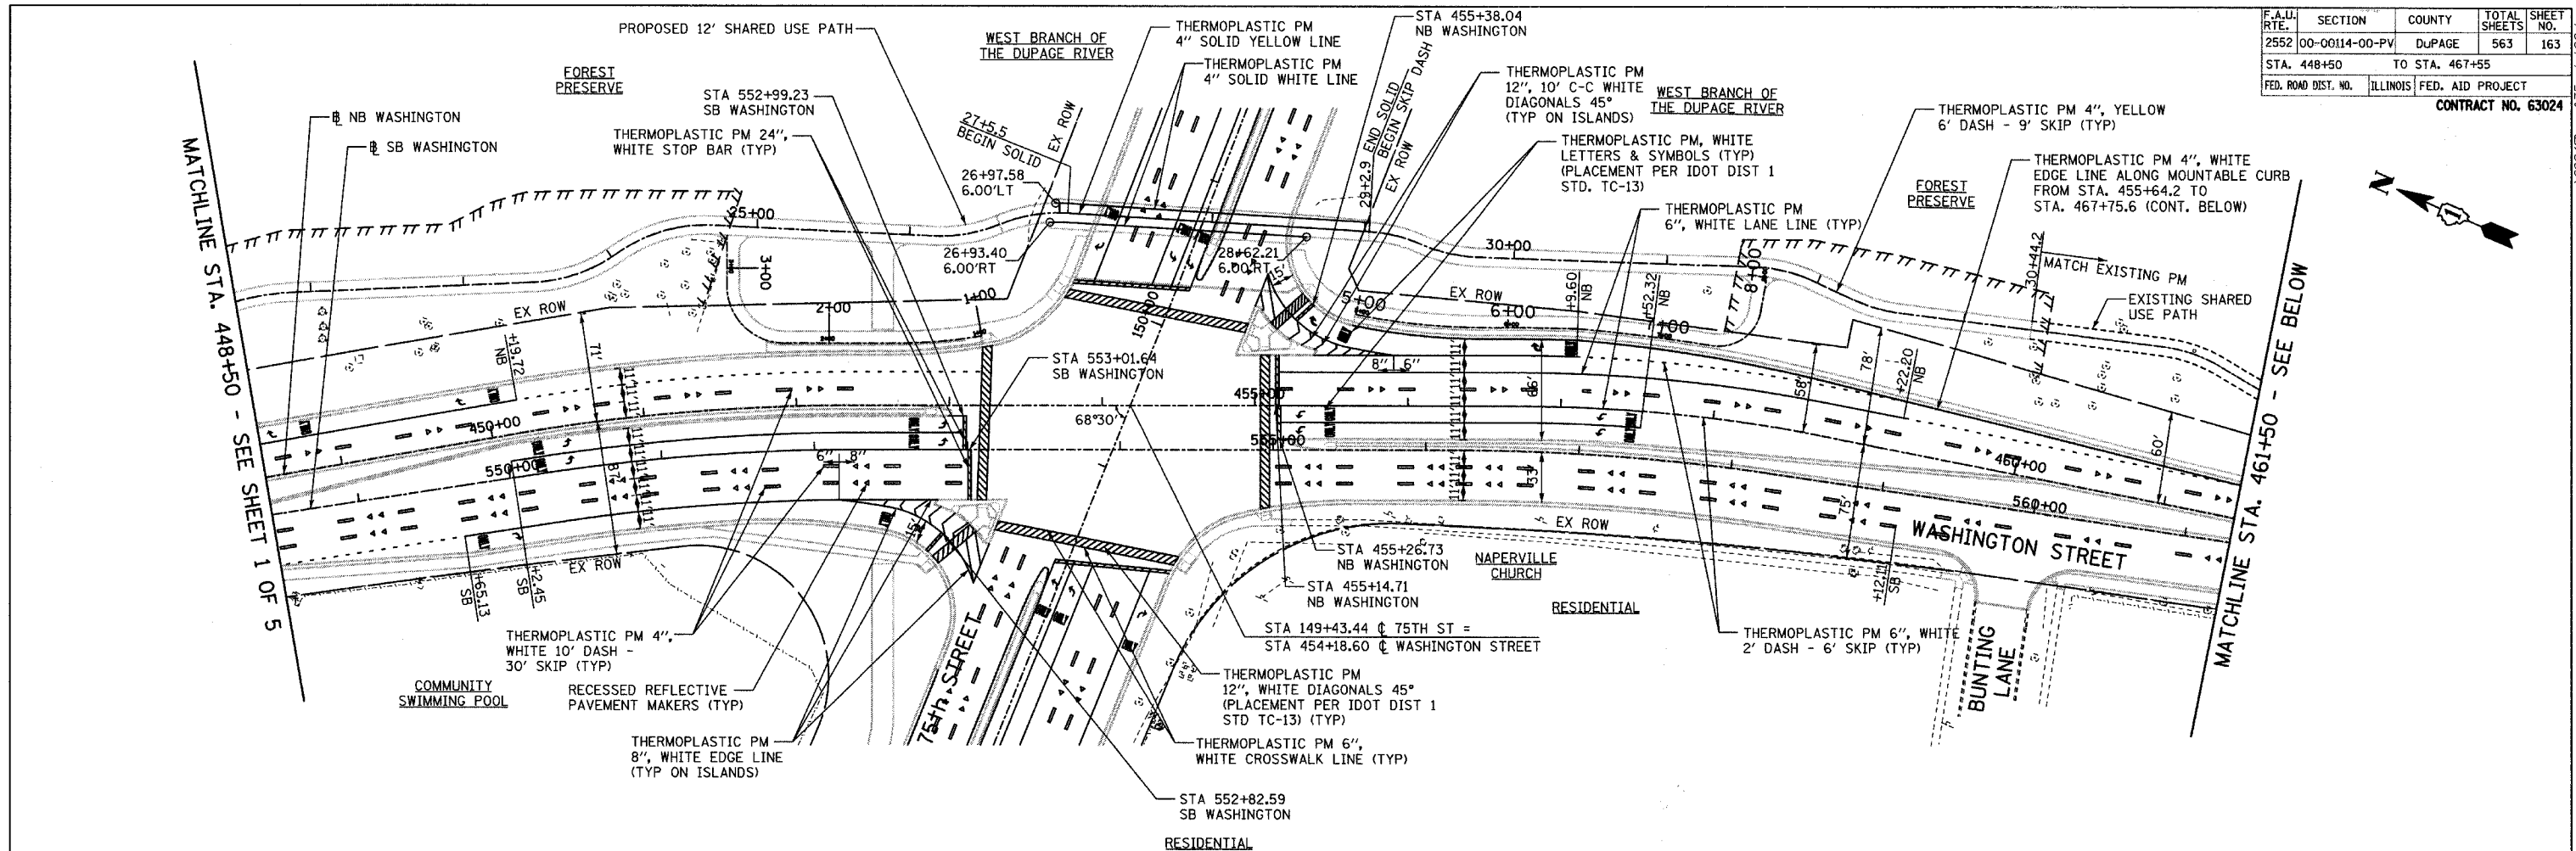 F.A.U. RTE. SECTION COUNTY TOTAL SHEETS SHEET NO.
2552 00-00114-00-PV DuPAGE 563 163
STA. 448+50 TO STA. 467+55
FED. ROAD DIST. NO. ILLINOIS FED. AID PROJECT
CONTRACT NO. 63024
PROPOSED 12' SHARED USE PATH
WEST BRANCH OF
THE DUPAGE RIVER
THERMOPLASTIC PM
4" SOLID YELLOW LINE
THERMOPLASTIC PM
4" SOLID WHITE LINE
STA 455+38.04
NB WASHINGTON
FOREST
PRESERVE
STA 552+99.23
SB WASHINGTON
THERMOPLASTIC PM 24",
WHITE STOP BAR (TYP)
NB WASHINGTON
SB WASHINGTON
27+5.5
BEGIN SOLID
EX ROW
26+97.58
6.00'LT
26+93.40
6.00'RT
28+62.21
6.00'RT
29+2.9 END SOLID
BEGIN SKIP DASH
EX ROW
THERMOPLASTIC PM
12", 10' C-C WHITE
DIAGONALS 45°
(TYP ON ISLANDS)
WEST BRANCH OF
THE DUPAGE RIVER
THERMOPLASTIC PM, WHITE
LETTERS & SYMBOLS (TYP)
(PLACEMENT PER IDOT DIST 1
STD. TC-13)
THERMOPLASTIC PM
6", WHITE LANE LINE (TYP)
THERMOPLASTIC PM 4", YELLOW
6' DASH - 9' SKIP (TYP)
THERMOPLASTIC PM 4", WHITE
EDGE LINE ALONG MOUNTABLE CURB
FROM STA. 455+64.2 TO
STA. 467+75.6 (CONT. BELOW)
FOREST
PRESERVE
N
30+44.2
MATCH EXISTING PM
EXISTING SHARED
USE PATH
MATCHLINE STA. 448+50 - SEE SHEET 1 OF 5
MATCHLINE STA. 461+50 - SEE BELOW
25+00
3+00
2+00
1+00
EX ROW
71'
+19.72
NB
150+00
15'
5+00
EX ROW
6+00
+9.60
NB
+52.32
NB
8+00
30+00
58'
78'
+22.20
NB
60'
STA 553+01.64
SB WASHINGTON
68°30'
8" 6"
66'
450+00
550+00
87'
6" 8"
555+00
33'
460+00
560+00
75'
+12.11
SB
WASHINGTON STREET
EX ROW
+65.13
SB
+2.45
SB
EX ROW
15'
STA 455+26.73
NB WASHINGTON
STA 455+14.71
NB WASHINGTON
NAPERVILLE
CHURCH
RESIDENTIAL
STA 149+43.44 ℄ 75TH ST =
STA 454+18.60 ℄ WASHINGTON STREET
THERMOPLASTIC PM 6", WHITE
2' DASH - 6' SKIP (TYP)
BUNTING
LANE
THERMOPLASTIC PM 4",
WHITE 10' DASH -
30' SKIP (TYP)
COMMUNITY
SWIMMING POOL
RECESSED REFLECTIVE
PAVEMENT MAKERS (TYP)
THERMOPLASTIC PM
8", WHITE EDGE LINE
(TYP ON ISLANDS)
75th STREET
THERMOPLASTIC PM
12", WHITE DIAGONALS 45°
(PLACEMENT PER IDOT DIST 1
STD TC-13) (TYP)
THERMOPLASTIC PM 6",
WHITE CROSSWALK LINE (TYP)
STA 552+82.59
SB WASHINGTON
RESIDENTIAL